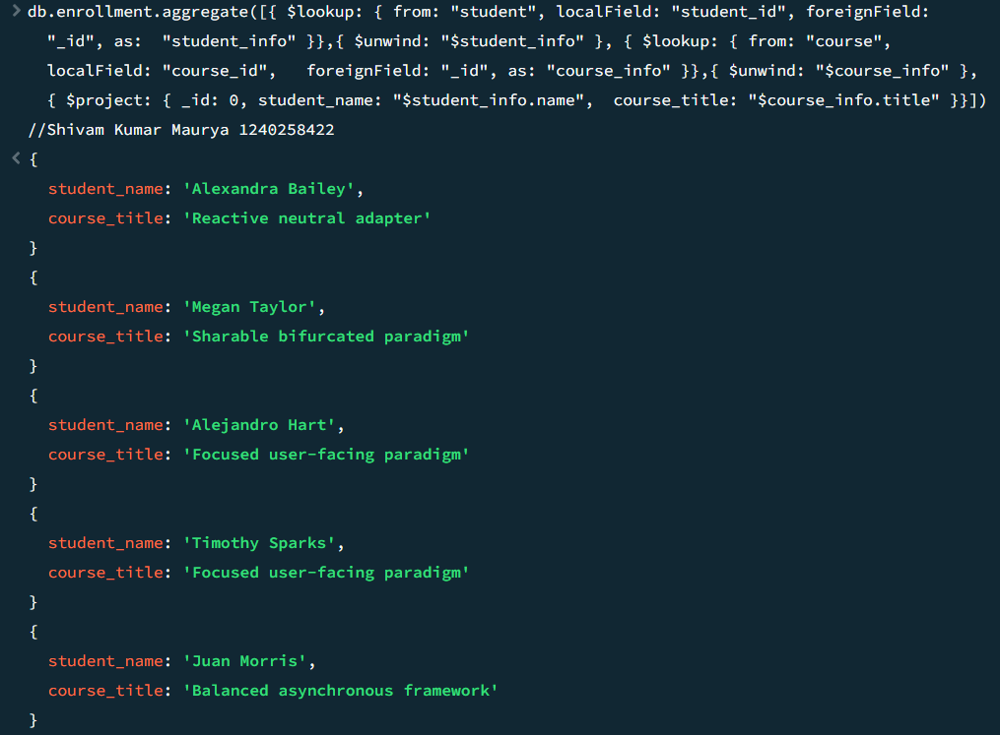 > db.enrollment.aggregate([{ $lookup: { from: "student", localField: "student_id", foreignField:
"_id", as:  "student_info" }},{ $unwind: "$student_info" }, { $lookup: { from: "course",
localField: "course_id",   foreignField: "_id", as: "course_info" }},{ $unwind: "$course_info" },
{ $project: { _id: 0, student_name: "$student_info.name",  course_title: "$course_info.title" }}])
//Shivam Kumar Maurya 1240258422
< {
student_name: 'Alexandra Bailey',
course_title: 'Reactive neutral adapter'
}
{
student_name: 'Megan Taylor',
course_title: 'Sharable bifurcated paradigm'
}
{
student_name: 'Alejandro Hart',
course_title: 'Focused user-facing paradigm'
}
{
student_name: 'Timothy Sparks',
course_title: 'Focused user-facing paradigm'
}
{
student_name: 'Juan Morris',
course_title: 'Balanced asynchronous framework'
}